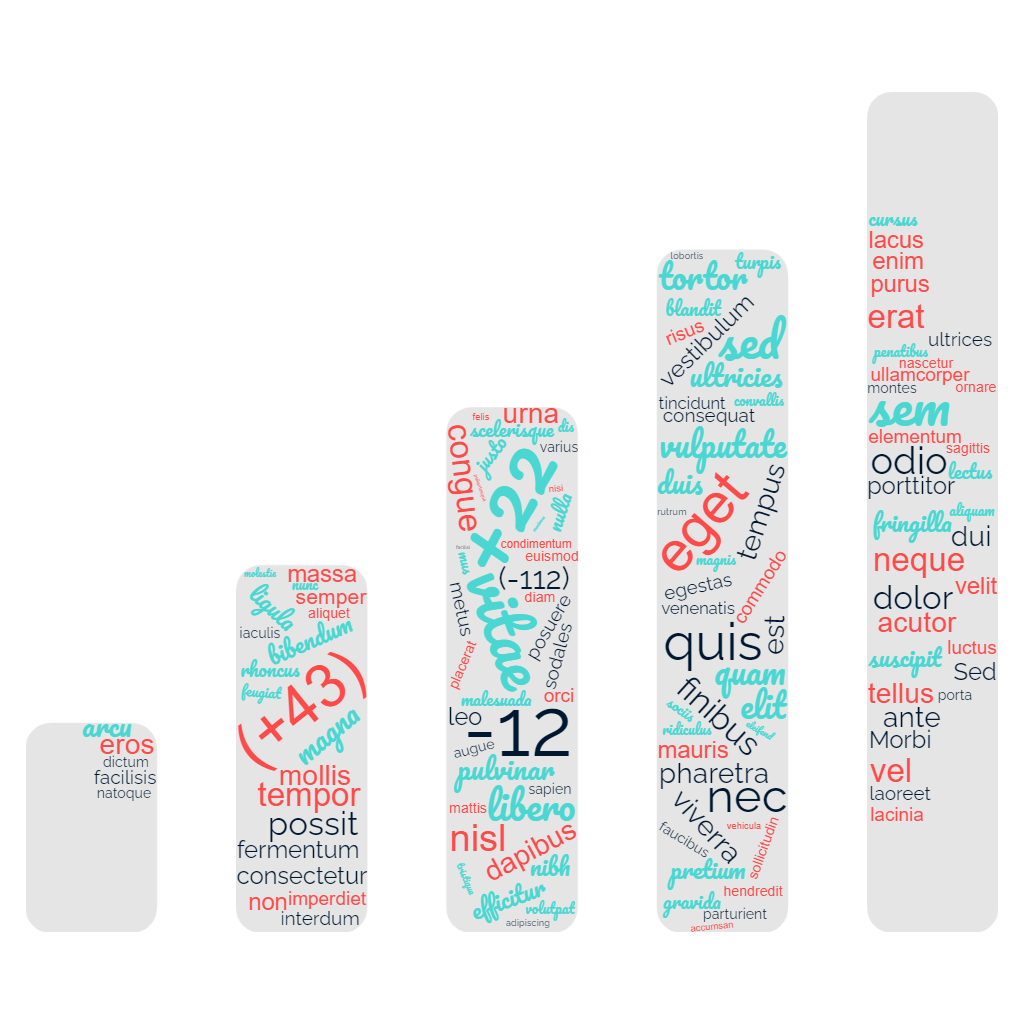 arcu
eros
dictum
facilisis
natoque
molestie
massa
nunc
ligula
semper
aliquet
iaculis
bibendum
rhoncus
feugiat
(+43)
magna
mollis
tempor
possit
fermentum
consectetur
non
imperdiet
interdum
felis
urna
scelerisque
dis
congue
justo
varius
×22
nisi
nulla
condimentum
euismod
mus
(-112)
vitae
diam
metus
posuere
sodales
placerat
malesuada
orci
leo
-12
augue
pulvinar
sapien
mattis
libero
nisl
dapibus
nibh
tristique
efficitur
volutpat
adipiscing
lobortis
turpis
tortor
blandit
risus
vestibulum
sed
ultricies
tincidunt
convallis
consequat
vulputate
duis
eget
tempus
rutrum
magnis
egestas
commodo
venenatis
quis
est
quam
finibus
elit
sociis
eleifend
ridiculus
mauris
pharetra
nec
viverra
vehicula
faucibus
sollicitudin
pretium
hendredit
gravida
parturient
accumsan
cursus
lacus
enim
purus
erat
ultrices
penatibus
nascetur
ullamcorper
montes
ornare
sem
elementum
sagittis
odio
lectus
porttitor
aliquam
fringilla
dui
neque
velit
dolor
acutor
luctus
suscipit
Sed
tellus
porta
ante
Morbi
vel
laoreet
lacinia